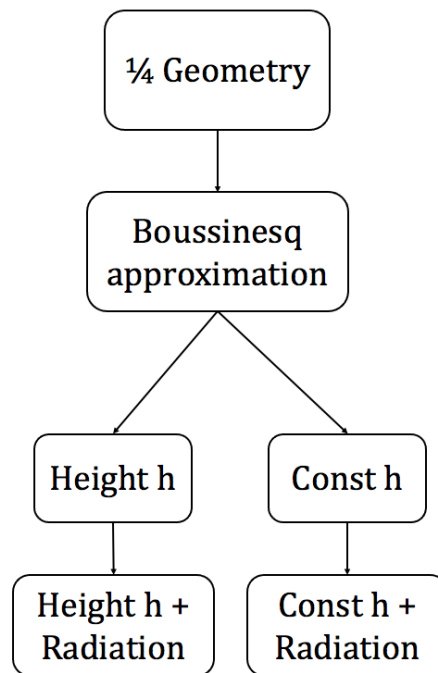 ¼ Geometry
Boussinesq
approximation
Height h
Const h
Height h +
Radiation
Const h +
Radiation